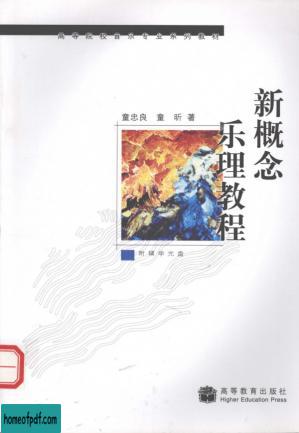 高等院校音乐专业系列教材
童忠良 童 昕 著
新概念
乐理教程
附辅学光盘
高等教育出版社
Higher Education Press
homeofpdf.com